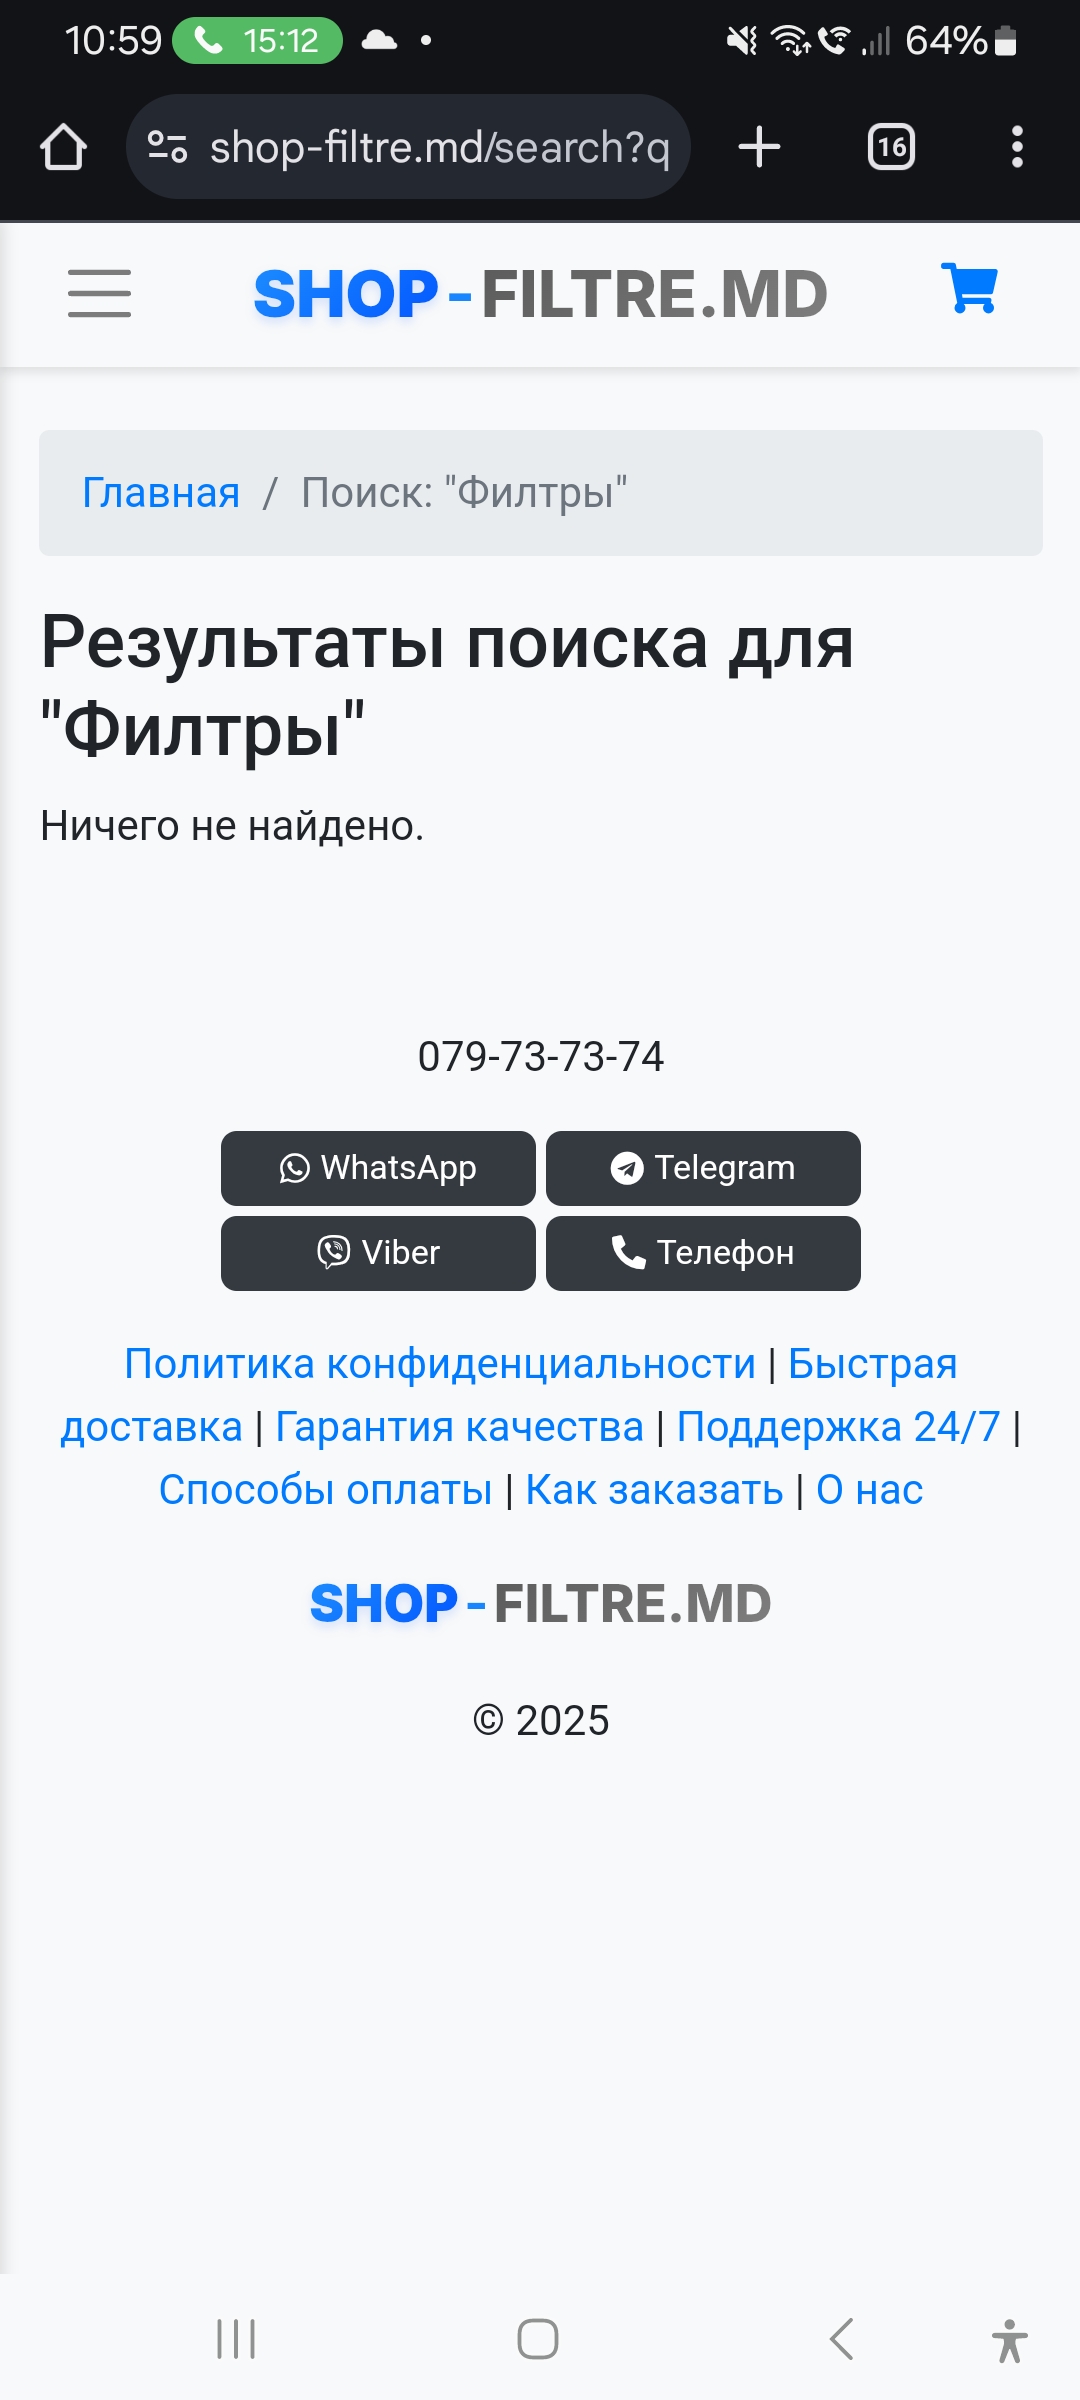 10:59 15:12 64%
shop-filtre.md/search?q 16
SHOP-FILTRE.MD
Главная / Поиск: "Филтры"
Результаты поиска для
"Филтры"
Ничего не найдено.
079-73-73-74
WhatsApp Telegram
Viber Телефон
Политика конфиденциальности | Быстрая
доставка | Гарантия качества | Поддержка 24/7 |
Способы оплаты | Как заказать | О нас
SHOP-FILTRE.MD
© 2025